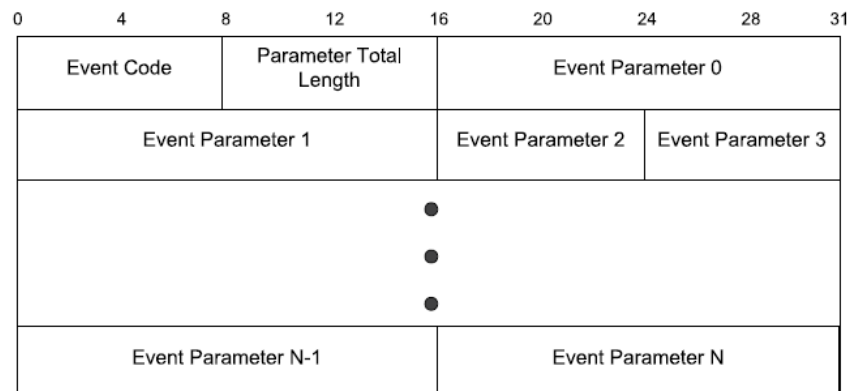 0 4 8 12 16 20 24 28 31
Event Code
Parameter Total
Length
Event Parameter 0
Event Parameter 1
Event Parameter 2
Event Parameter 3
Event Parameter N-1
Event Parameter N